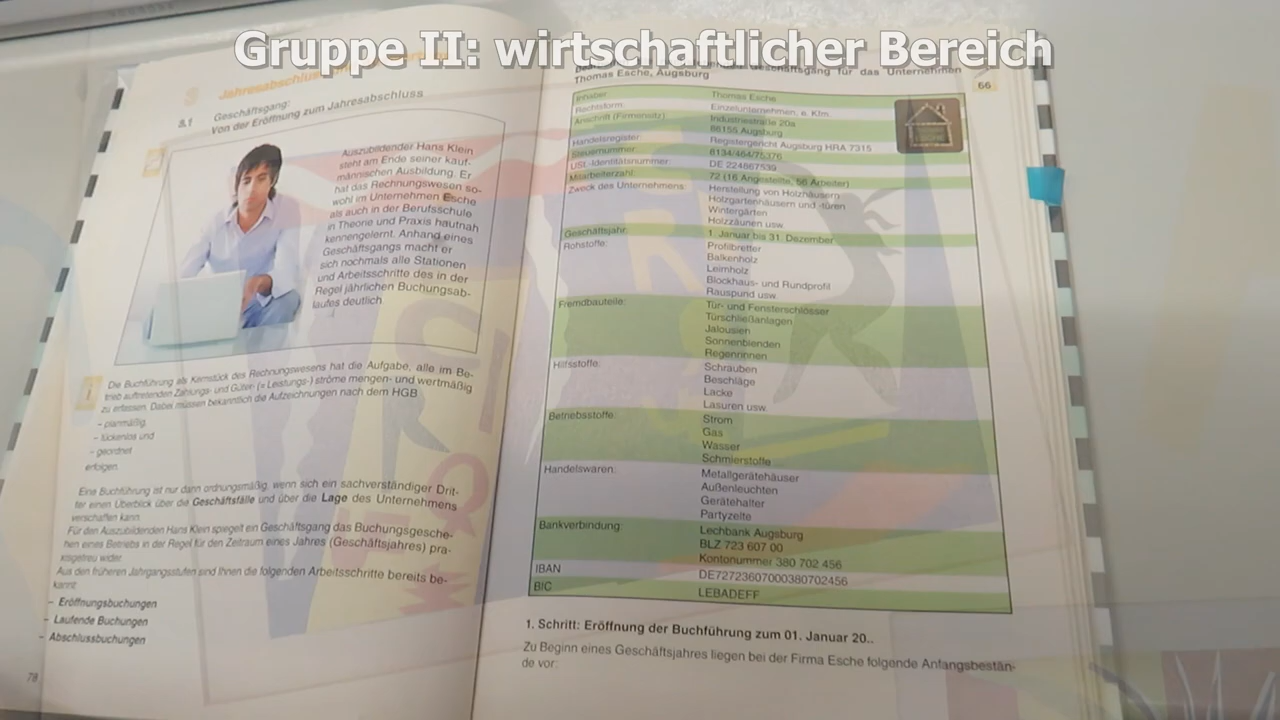 Gruppe II: wirtschaftlicher Bereich
Jahresabschluss
8.1 Geschäftsgang:
Von der Eröffnung zum Jahresabschluss
Auszubildender Hans Klein
steht am Ende seiner kauf-
männischen Ausbildung. Er
hat das Rechnungswesen so-
wohl im Unternehmen Esche
als auch in der Berufsschule
in Theorie und Praxis hautnah
kennengelernt. Anhand eines
Geschäftsgangs macht er
sich nochmals alle Stationen
und Arbeitsschritte des in der
Regel jährlichen Buchungsab-
laufes deutlich.
i
Die Buchführung als Kernstück des Rechnungswesens hat die Aufgabe, alle im Be-
trieb auftretenden Zahlungs- und Güter- (= Leistungs-) ströme mengen- und wertmäßig
zu erfassen. Dabei müssen bekanntlich die Aufzeichnungen nach dem HGB
– planmäßig,
– lückenlos und
– geordnet
erfolgen.
Eine Buchführung ist nur dann ordnungsmäßig, wenn sich ein sachverständiger Drit-
ter einen Überblick über die Geschäftsfälle und über die Lage des Unternehmens
verschaffen kann.
Für den Auszubildenden Hans Klein spiegelt ein Geschäftsgang das Buchungsgesche-
hen eines Betriebs in der Regel für den Zeitraum eines Jahres (Geschäftsjahres) pra-
xisgetreu wider.
Aus den früheren Jahrgangsstufen sind Ihnen die folgenden Arbeitsschritte bereits be-
kannt:
– Eröffnungsbuchungen
– Laufende Buchungen
– Abschlussbuchungen
78
Geschäftsgang für das Unternehmen
Thomas Esche, Augsburg
66
Inhaber: Thomas Esche
Rechtsform: Einzelunternehmen, e. Kfm.
Anschrift (Firmensitz) Industriestraße 20a
86156 Augsburg
Handelsregister: Registergericht Augsburg HRA 7315
Steuernummer: 8134/464/75376
USt.-Identitätsnummer: DE 224867539
Mitarbeiterzahl: 72 (16 Angestellte, 56 Arbeiter)
Zweck des Unternehmens: Herstellung von Holzhäusern
Holzgartenhäusern und -türen
Wintergärten
Holzzäunen usw.
Geschäftsjahr: 1. Januar bis 31. Dezember
Rohstoffe: Profilbretter
Balkenholz
Leimholz
Blockhaus- und Rundprofil
Rauspund usw.
Fremdbauteile: Tür- und Fensterschlösser
Türschließanlagen
Jalousien
Sonnenblenden
Regenrinnen
Hilfsstoffe: Schrauben
Beschläge
Lacke
Lasuren usw.
Betriebsstoffe: Strom
Gas
Wasser
Schmierstoffe
Handelswaren: Metallgerätehäuser
Außenleuchten
Gerätehalter
Partyzelte
Bankverbindung: Lechbank Augsburg
BLZ 723 607 00
Kontonummer 380 702 456
IBAN DE72723607000380702456
BIC LEBADEFF
1. Schritt: Eröffnung der Buchführung zum 01. Januar 20..
Zu Beginn eines Geschäftsjahres liegen bei der Firma Esche folgende Anfangsbestän-
de vor: